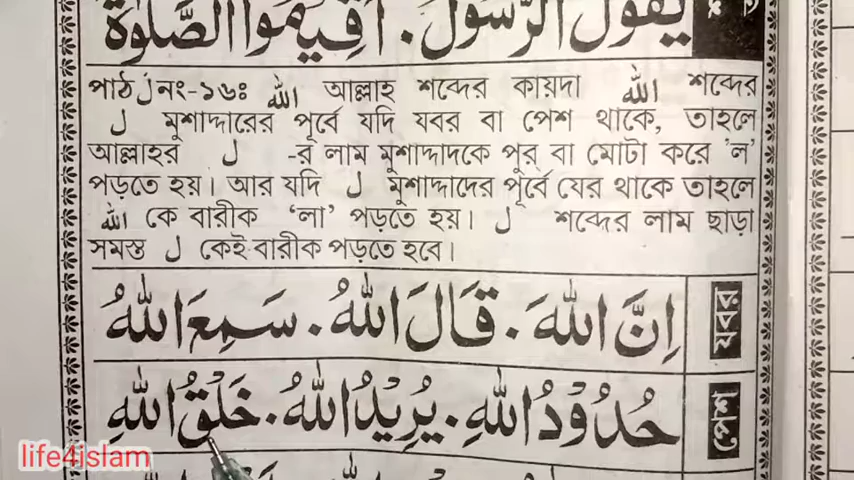 يَقُولُ الرَّسُولُ . اَقِيْمُوا الصَّلٰوةَ
পাঠ ل নং-১৬ঃ الله আল্লাহ শব্দের কায়দা الله শব্দের
ل মুশাদ্দারের পূর্বে যদি যবর বা পেশ থাকে, তাহলে
আল্লাহর ل -র লাম মুশাদ্দাদকে পুর্ বা মোটা করে 'ল'
পড়তে হয়। আর যদি ل মুশাদ্দাদের পূর্বে যের থাকে তাহলে
الله কে বারীক 'লা' পড়তে হয়। ل শব্দের লাম ছাড়া
সমস্ত ل কেই বারীক পড়তে হবে।
যবর
اِنَّ اللهَ . قَالَ اللهُ . سَمِعَ اللهُ
পেশ
حُدُوْدُ اللهِ . يُرِيْدُ اللهُ . خَلْقُ اللهِ
life4islam